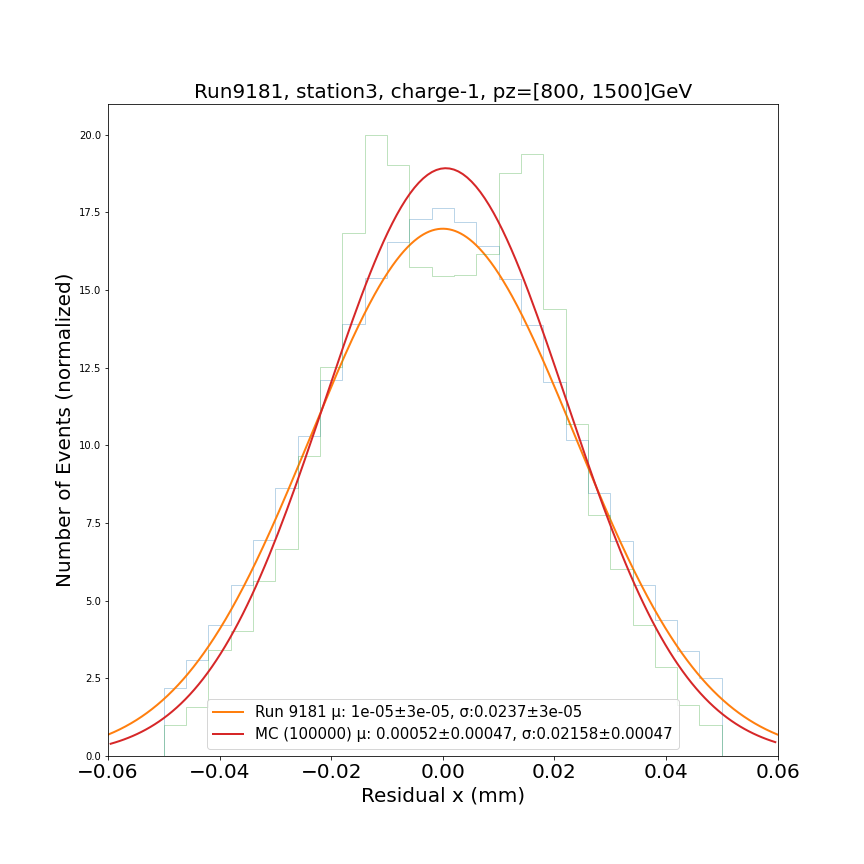 Run9181, station3, charge-1, pz=[800, 1500]GeV
20.0
17.5
15.0
12.5
10.0
7.5
5.0
2.5
0.0
Number of Events (normalized)
Run 9181 μ: 1e-05±3e-05, σ:0.0237±3e-05
MC (100000) μ: 0.00052±0.00047, σ:0.02158±0.00047
−0.06 −0.04 −0.02 0.00 0.02 0.04 0.06
Residual x (mm)